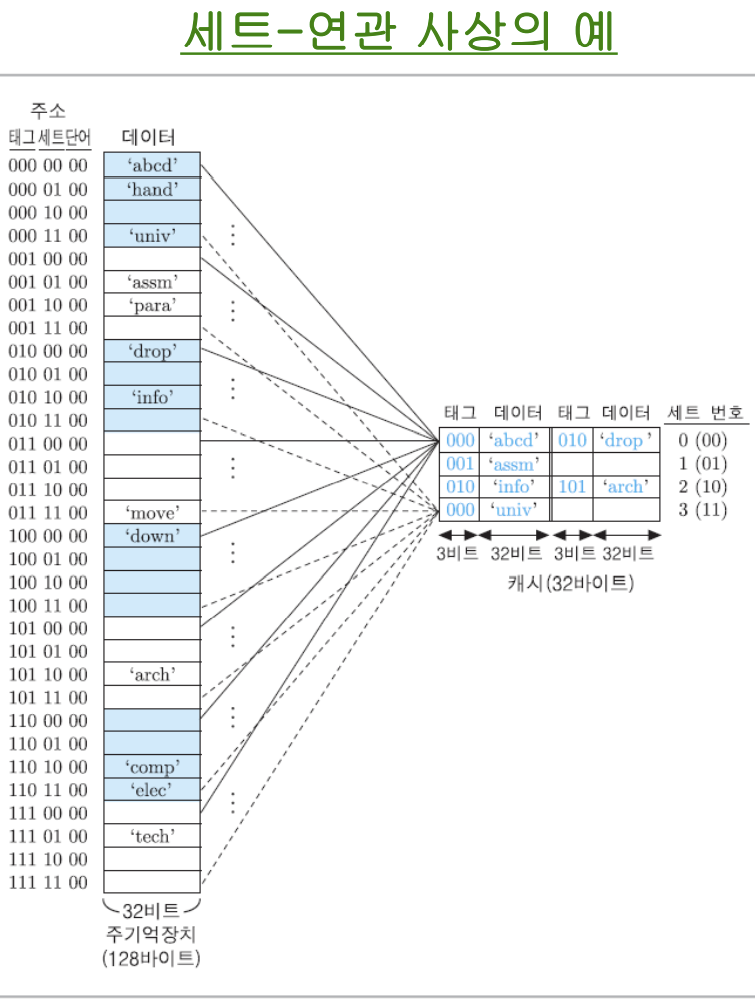 세트-연관 사상의 예
주소
태그 세트 단어 데이터
000 00 00 ‘abcd’
000 01 00 ‘hand’
000 10 00
000 11 00 ‘univ’
001 00 00
001 01 00 ‘assm’
001 10 00 ‘para’
001 11 00
010 00 00 ‘drop’
010 01 00
010 10 00 ‘info’
010 11 00
011 00 00
011 01 00
011 10 00
011 11 00 ‘move’
100 00 00 ‘down’
100 01 00
100 10 00
100 11 00
101 00 00
101 01 00
101 10 00 ‘arch’
101 11 00
110 00 00
110 01 00
110 10 00 ‘comp’
110 11 00 ‘elec’
111 00 00
111 01 00 ‘tech’
111 10 00
111 11 00
32비트
주기억장치
(128바이트)
태그 데이터 태그 데이터 세트 번호
000 ‘abcd’ 010 ‘drop’ 0 (00)
001 ‘assm’ 1 (01)
010 ‘info’ 101 ‘arch’ 2 (10)
000 ‘univ’ 3 (11)
3비트 32비트 3비트 32비트
캐시(32바이트)